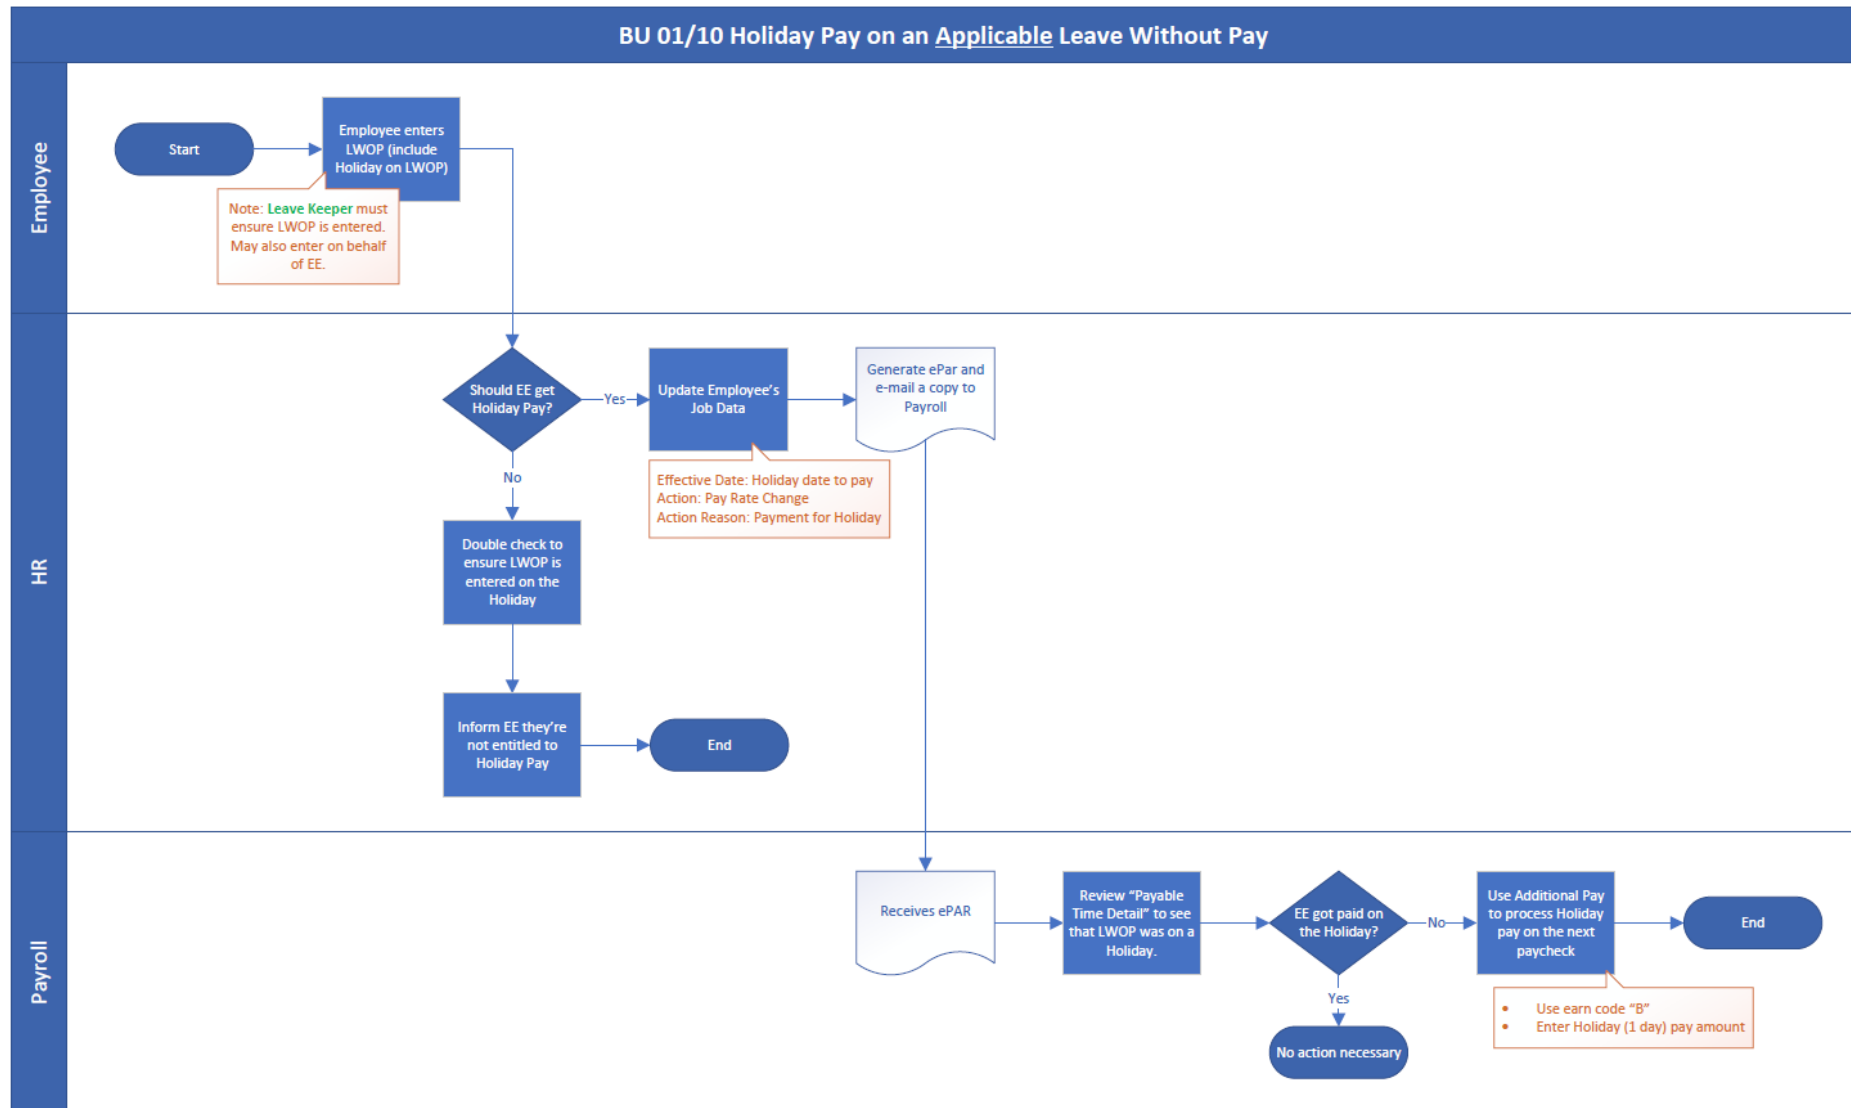 BU 01/10 Holiday Pay on an Applicable Leave Without Pay
Employee
Start
Employee enters
LWOP (include
Holiday on LWOP)
Note: Leave Keeper must
ensure LWOP is entered.
May also enter on behalf
of EE.
HR
Should EE get
Holiday Pay?
Yes
Update Employee's
Job Data
Generate ePar and
e-mail a copy to
Payroll
Effective Date: Holiday date to pay
Action: Pay Rate Change
Action Reason: Payment for Holiday
No
Double check to
ensure LWOP is
entered on the
Holiday
Inform EE they're
not entitled to
Holiday Pay
End
Payroll
Receives ePAR
Review “Payable
Time Detail” to see
that LWOP was on a
Holiday.
EE got paid on
the Holiday?
No
Use Additional Pay
to process Holiday
pay on the next
paycheck
End
Yes
No action necessary
• Use earn code “B”
• Enter Holiday (1 day) pay amount